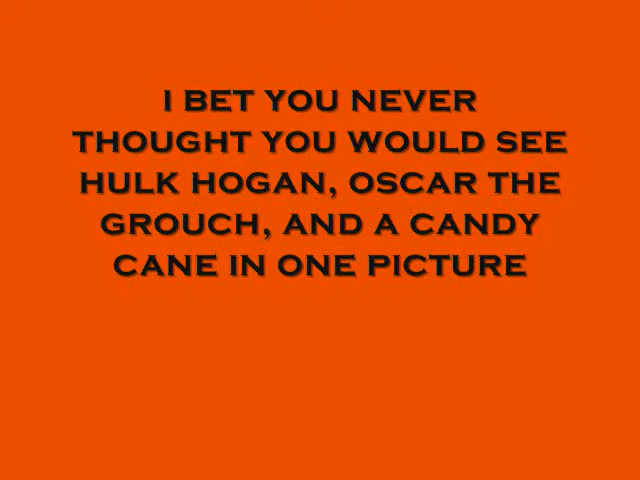 I BET YOU NEVER
THOUGHT YOU WOULD SEE
HULK HOGAN, OSCAR THE
GROUCH, AND A CANDY
CANE IN ONE PICTURE